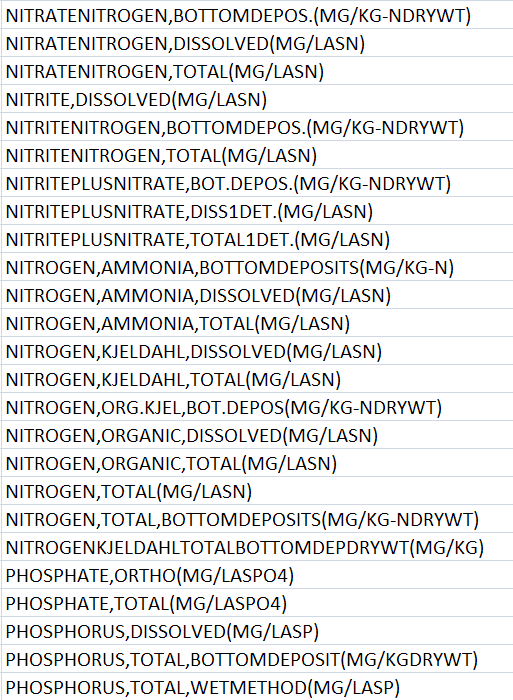 NITRATENITROGEN,BOTTOMDEPOS.(MG/KG-NDRYWT)
NITRATENITROGEN,DISSOLVED(MG/LASN)
NITRATENITROGEN,TOTAL(MG/LASN)
NITRITE,DISSOLVED(MG/LASN)
NITRITENITROGEN,BOTTOMDEPOS.(MG/KG-NDRYWT)
NITRITENITROGEN,TOTAL(MG/LASN)
NITRITEPLUSNITRATE,BOT.DEPOS.(MG/KG-NDRYWT)
NITRITEPLUSNITRATE,DISS1DET.(MG/LASN)
NITRITEPLUSNITRATE,TOTAL1DET.(MG/LASN)
NITROGEN,AMMONIA,BOTTOMDEPOSITS(MG/KG-N)
NITROGEN,AMMONIA,DISSOLVED(MG/LASN)
NITROGEN,AMMONIA,TOTAL(MG/LASN)
NITROGEN,KJELDAHL,DISSOLVED(MG/LASN)
NITROGEN,KJELDAHL,TOTAL(MG/LASN)
NITROGEN,ORG.KJEL,BOT.DEPOS(MG/KG-NDRYWT)
NITROGEN,ORGANIC,DISSOLVED(MG/LASN)
NITROGEN,ORGANIC,TOTAL(MG/LASN)
NITROGEN,TOTAL(MG/LASN)
NITROGEN,TOTAL,BOTTOMDEPOSITS(MG/KG-NDRYWT)
NITROGENKJELDAHLTOTALBOTTOMDEPDRYWT(MG/KG)
PHOSPHATE,ORTHO(MG/LASPO4)
PHOSPHATE,TOTAL(MG/LASPO4)
PHOSPHORUS,DISSOLVED(MG/LASP)
PHOSPHORUS,TOTAL,BOTTOMDEPOSIT(MG/KGDRYWT)
PHOSPHORUS,TOTAL,WETMETHOD(MG/LASP)